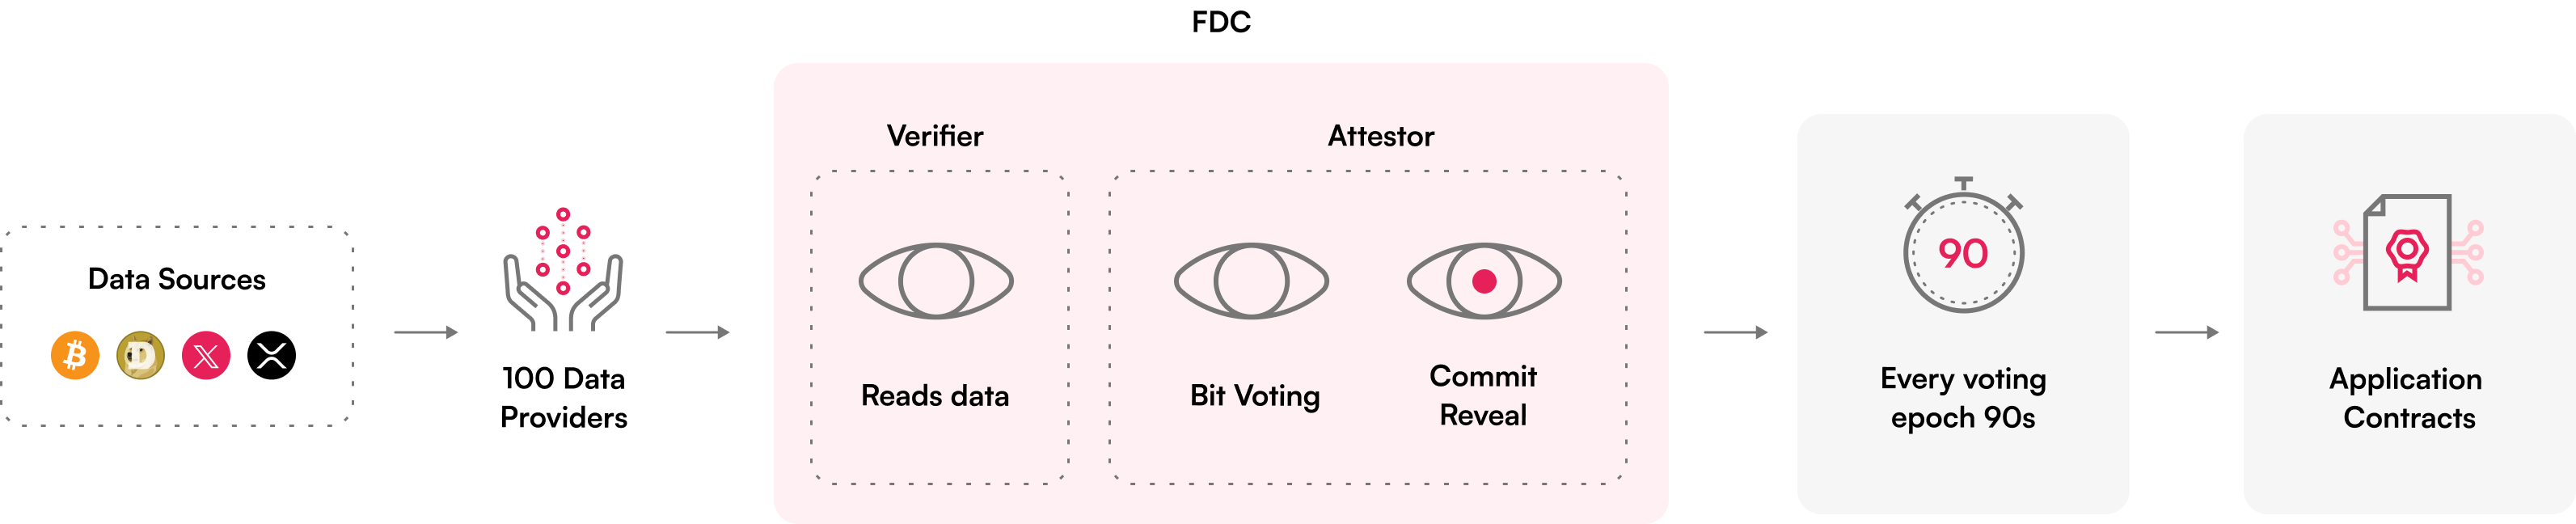 FDC
Data Sources
100 Data
Providers
Verifier
Reads data
Attestor
Bit Voting
Commit
Reveal
90
Every voting
epoch 90s
Application
Contracts